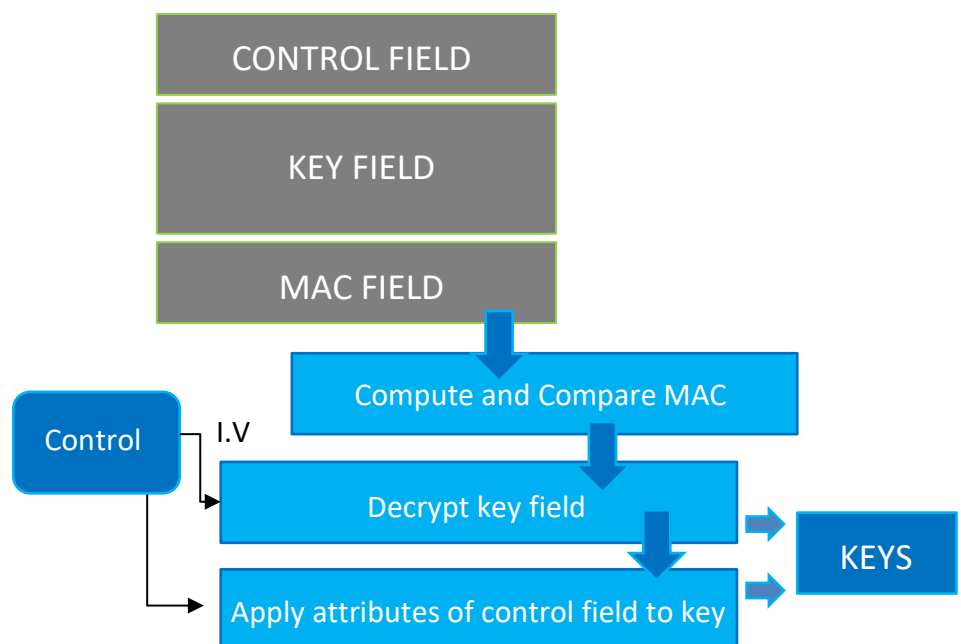 CONTROL FIELD
KEY FIELD
MAC FIELD
Compute and Compare MAC
Control
I.V
Decrypt key field
KEYS
Apply attributes of control field to key